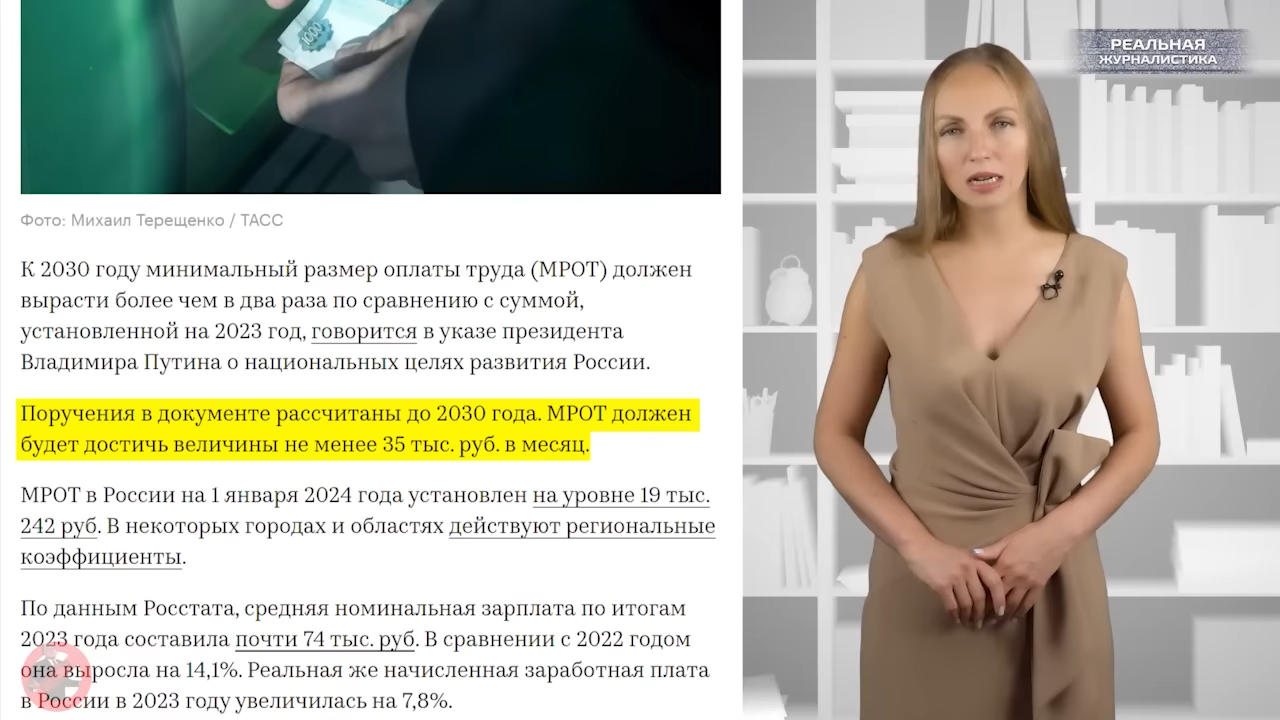 1000
РЕАЛЬНАЯ
ЖУРНАЛИСТИКА
Фото: Михаил Терещенко / ТАСС
К 2030 году минимальный размер оплаты труда (МРОТ) должен
вырасти более чем в два раза по сравнению с суммой,
установленной на 2023 год, говорится в указе президента
Владимира Путина о национальных целях развития России.
Поручения в документе рассчитаны до 2030 года. МРОТ должен
будет достичь величины не менее 35 тыс. руб. в месяц.
МРОТ в России на 1 января 2024 года установлен на уровне 19 тыс.
242 руб. В некоторых городах и областях действуют региональные
коэффициенты.
По данным Росстата, средняя номинальная зарплата по итогам
2023 года составила почти 74 тыс. руб. В сравнении с 2022 годом
она выросла на 14,1%. Реальная же начисленная заработная плата
в России в 2023 году увеличилась на 7,8%.